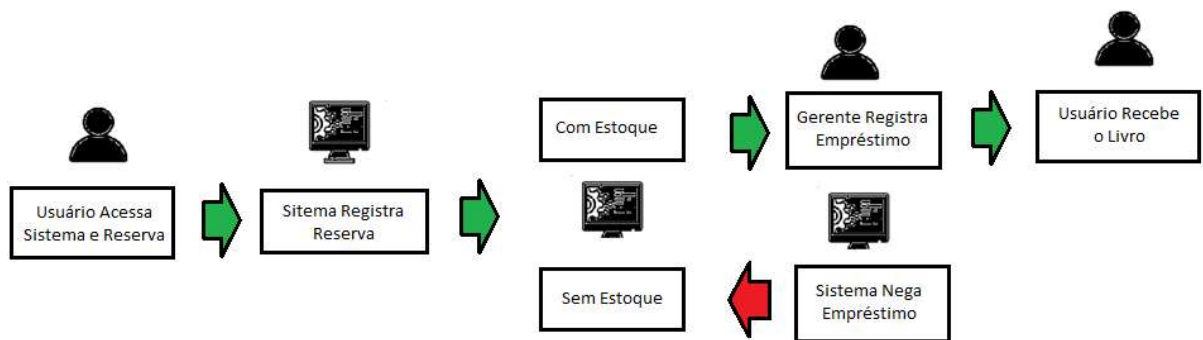 Usuário Acessa
Sistema e Reserva
Sitema Registra
Reserva
Com Estoque
Gerente Registra
Empréstimo
Usuário Recebe
o Livro
Sem Estoque
Sistema Nega
Empréstimo